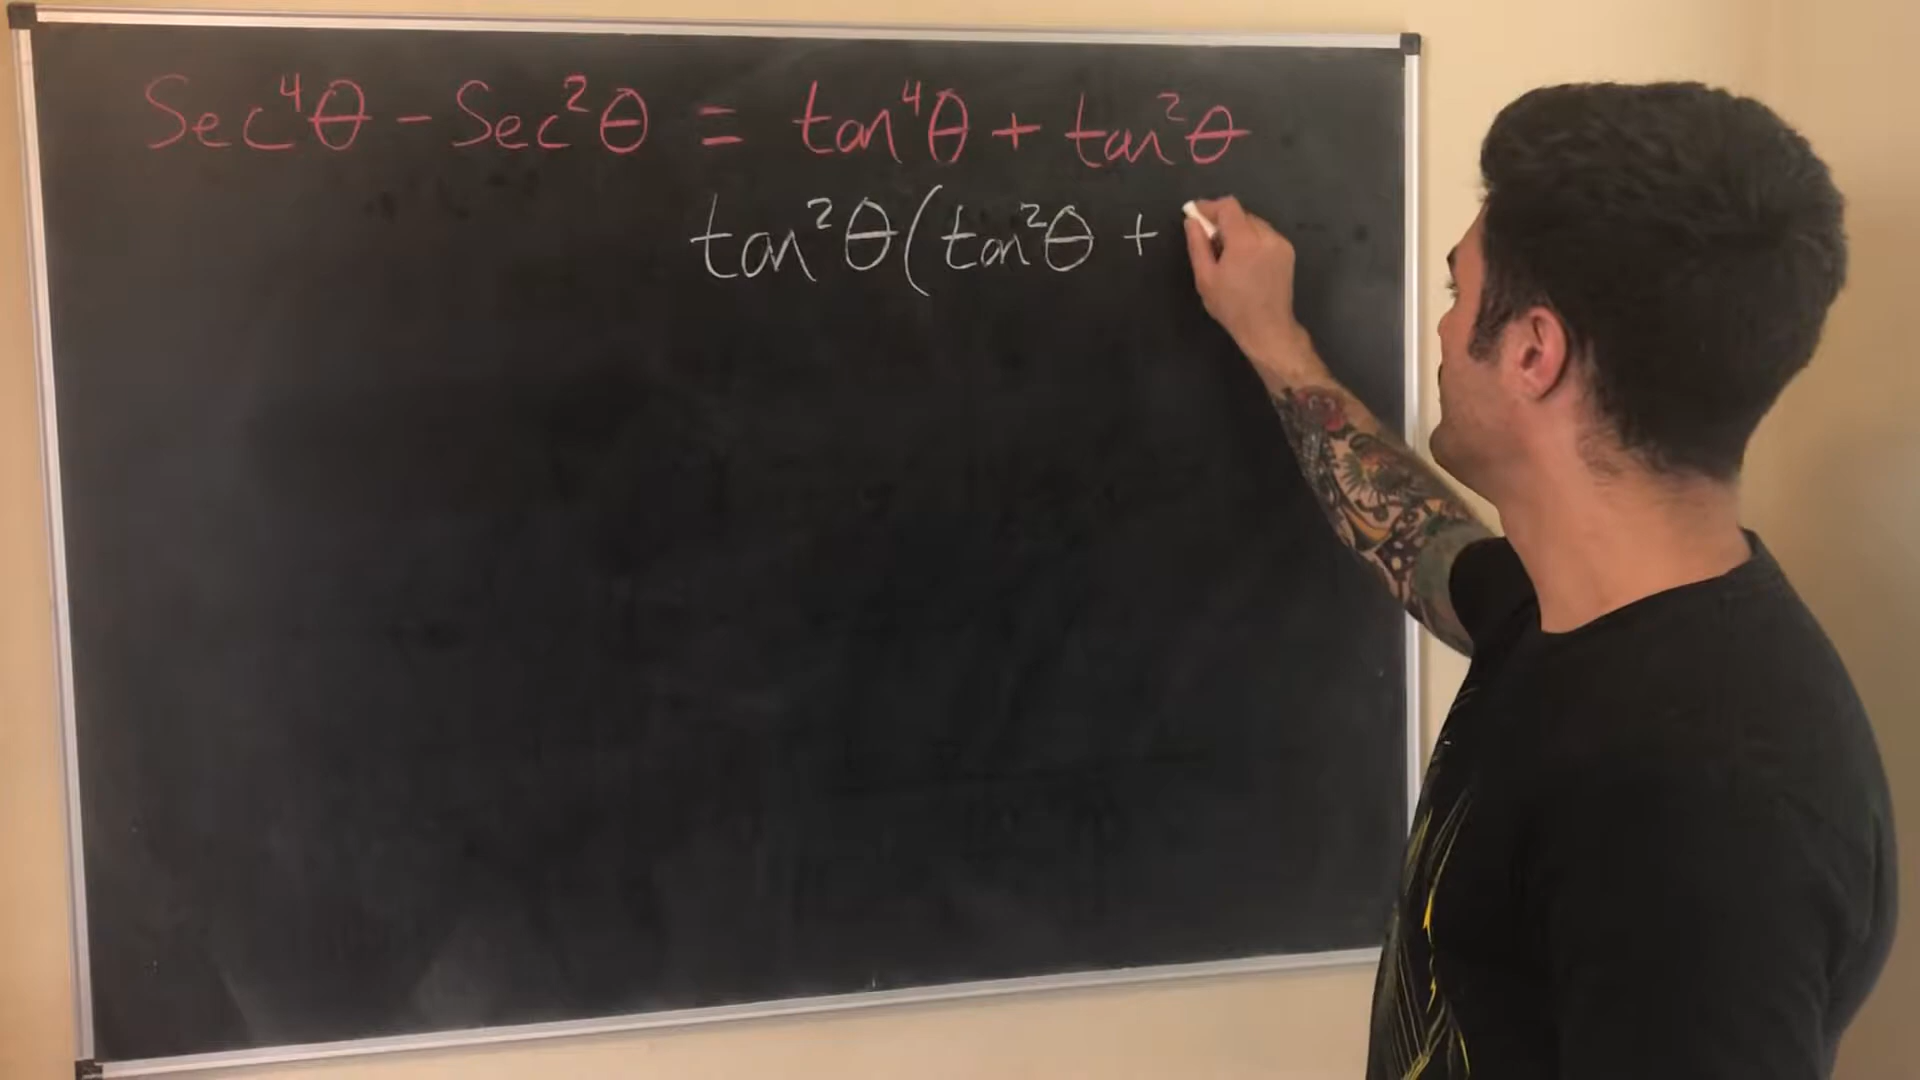 Sec⁴θ - Sec²θ = tan⁴θ + tan²θ
tan²θ(tan²θ +